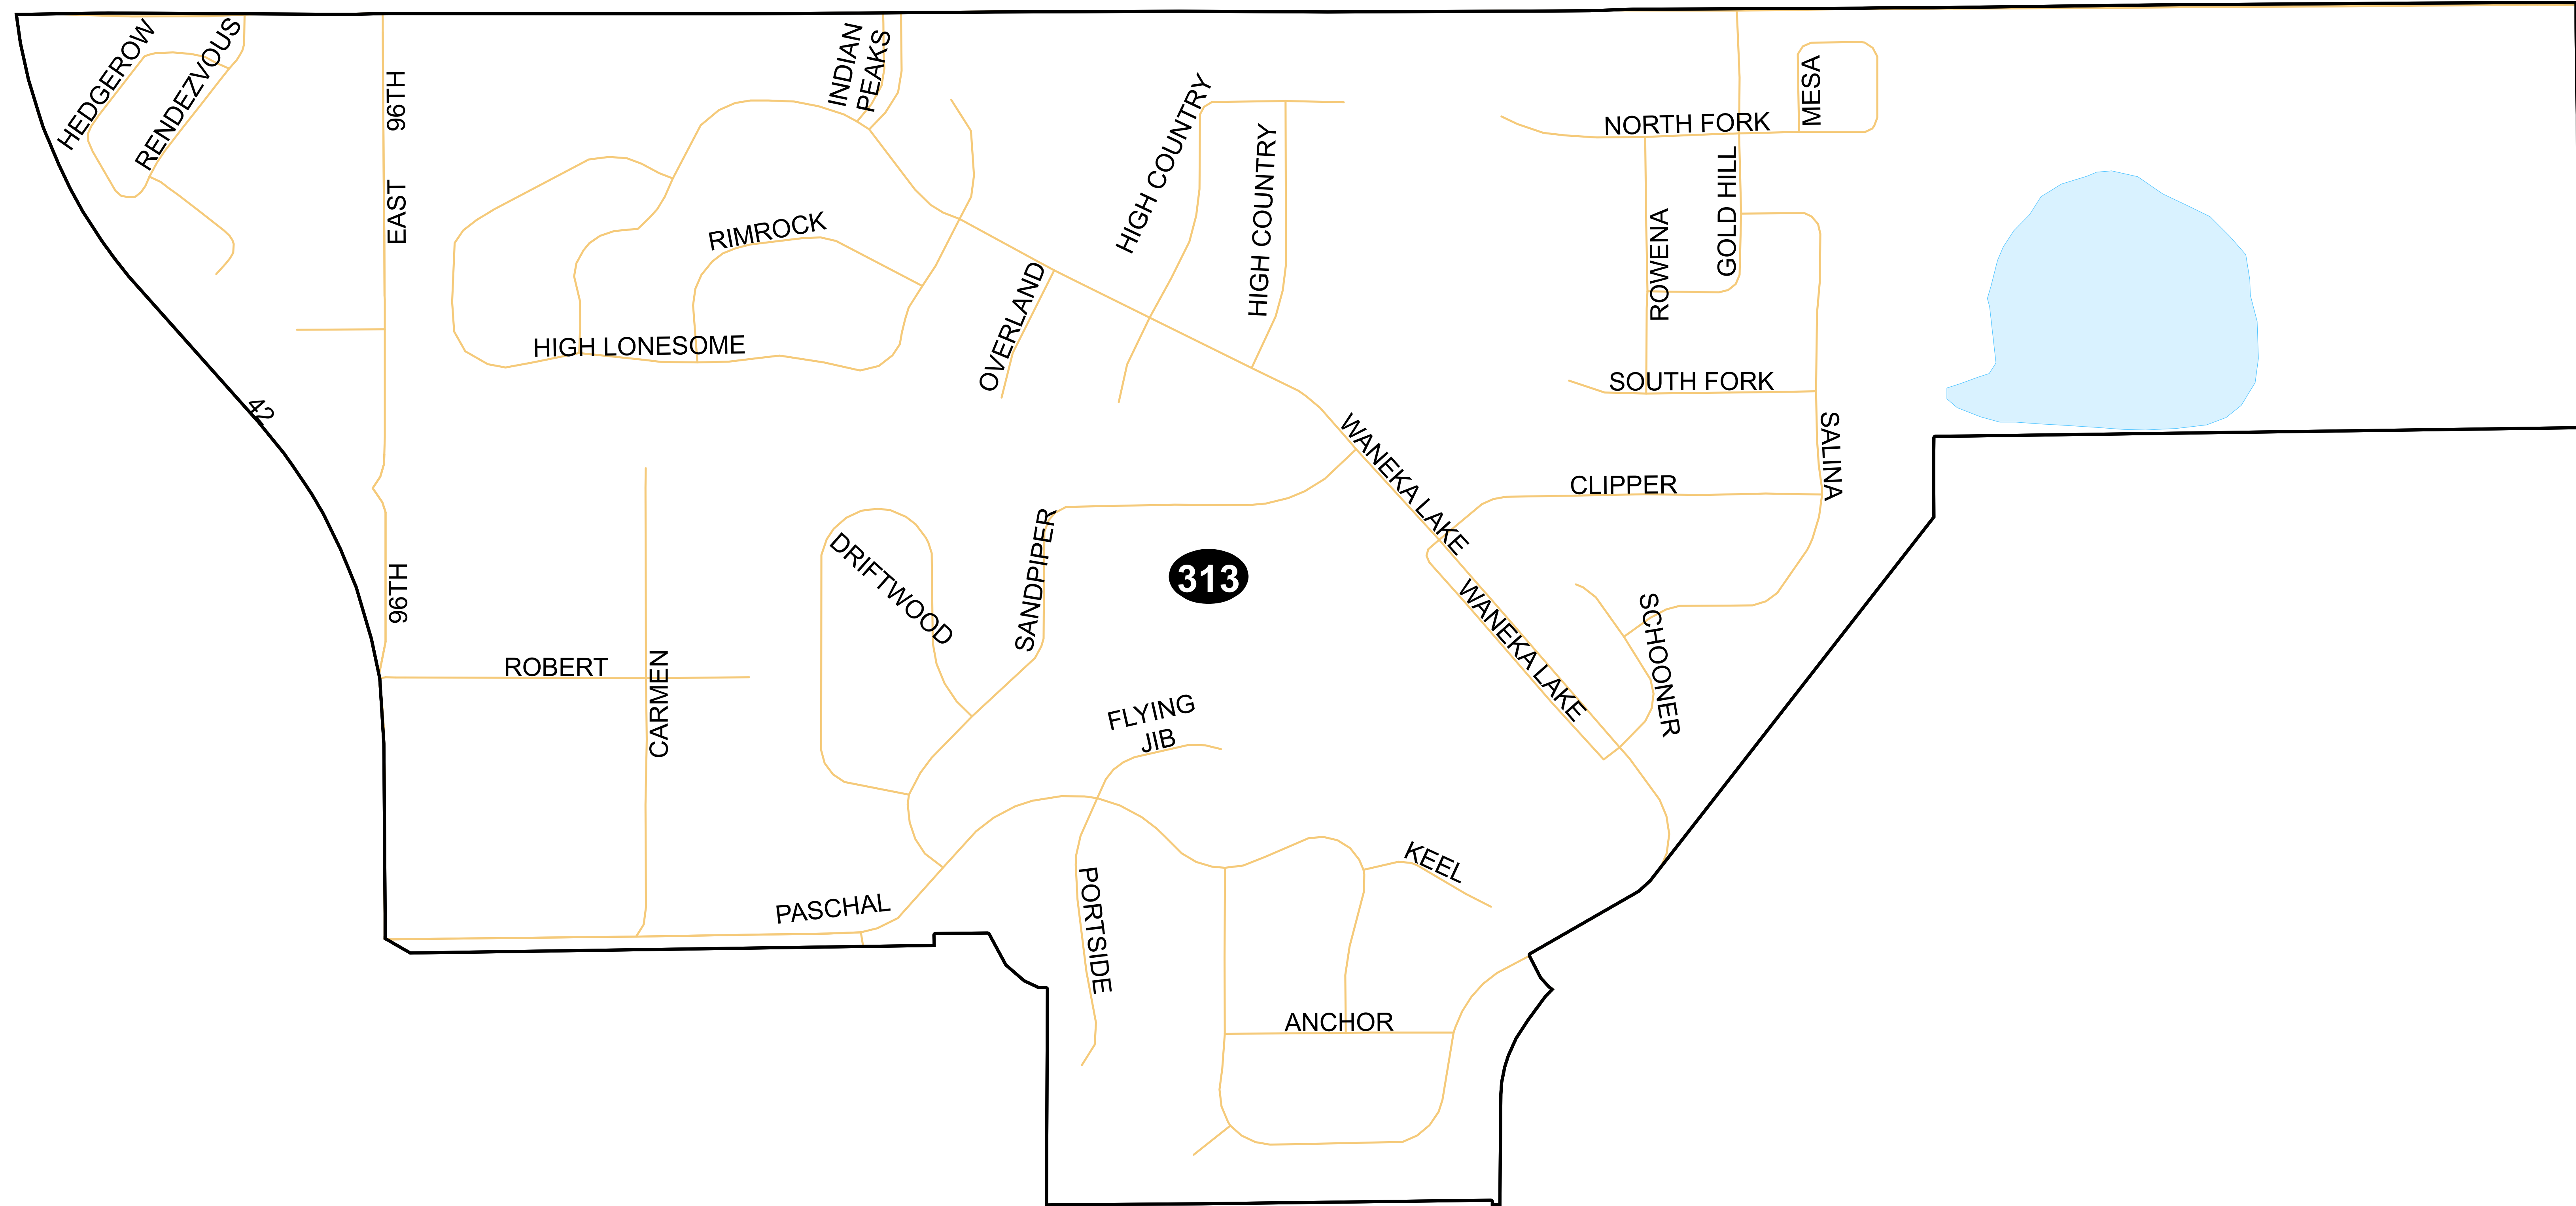 HEDGEROW
RENDEZVOUS
EAST 96TH
INDIAN
PEAKS
HIGH COUNTRY
HIGH COUNTRY
NORTH FORK
MESA
GOLD HILL
ROWENA
RIMROCK
OVERLAND
HIGH LONESOME
SOUTH FORK
42
SALINA
WANEKA LAKE
CLIPPER
DRIFTWOOD
SANDPIPER
313
96TH
WANEKA LAKE
SCHOONER
ROBERT
CARMEN
FLYING
JIB
KEEL
PASCHAL
PORTSIDE
ANCHOR